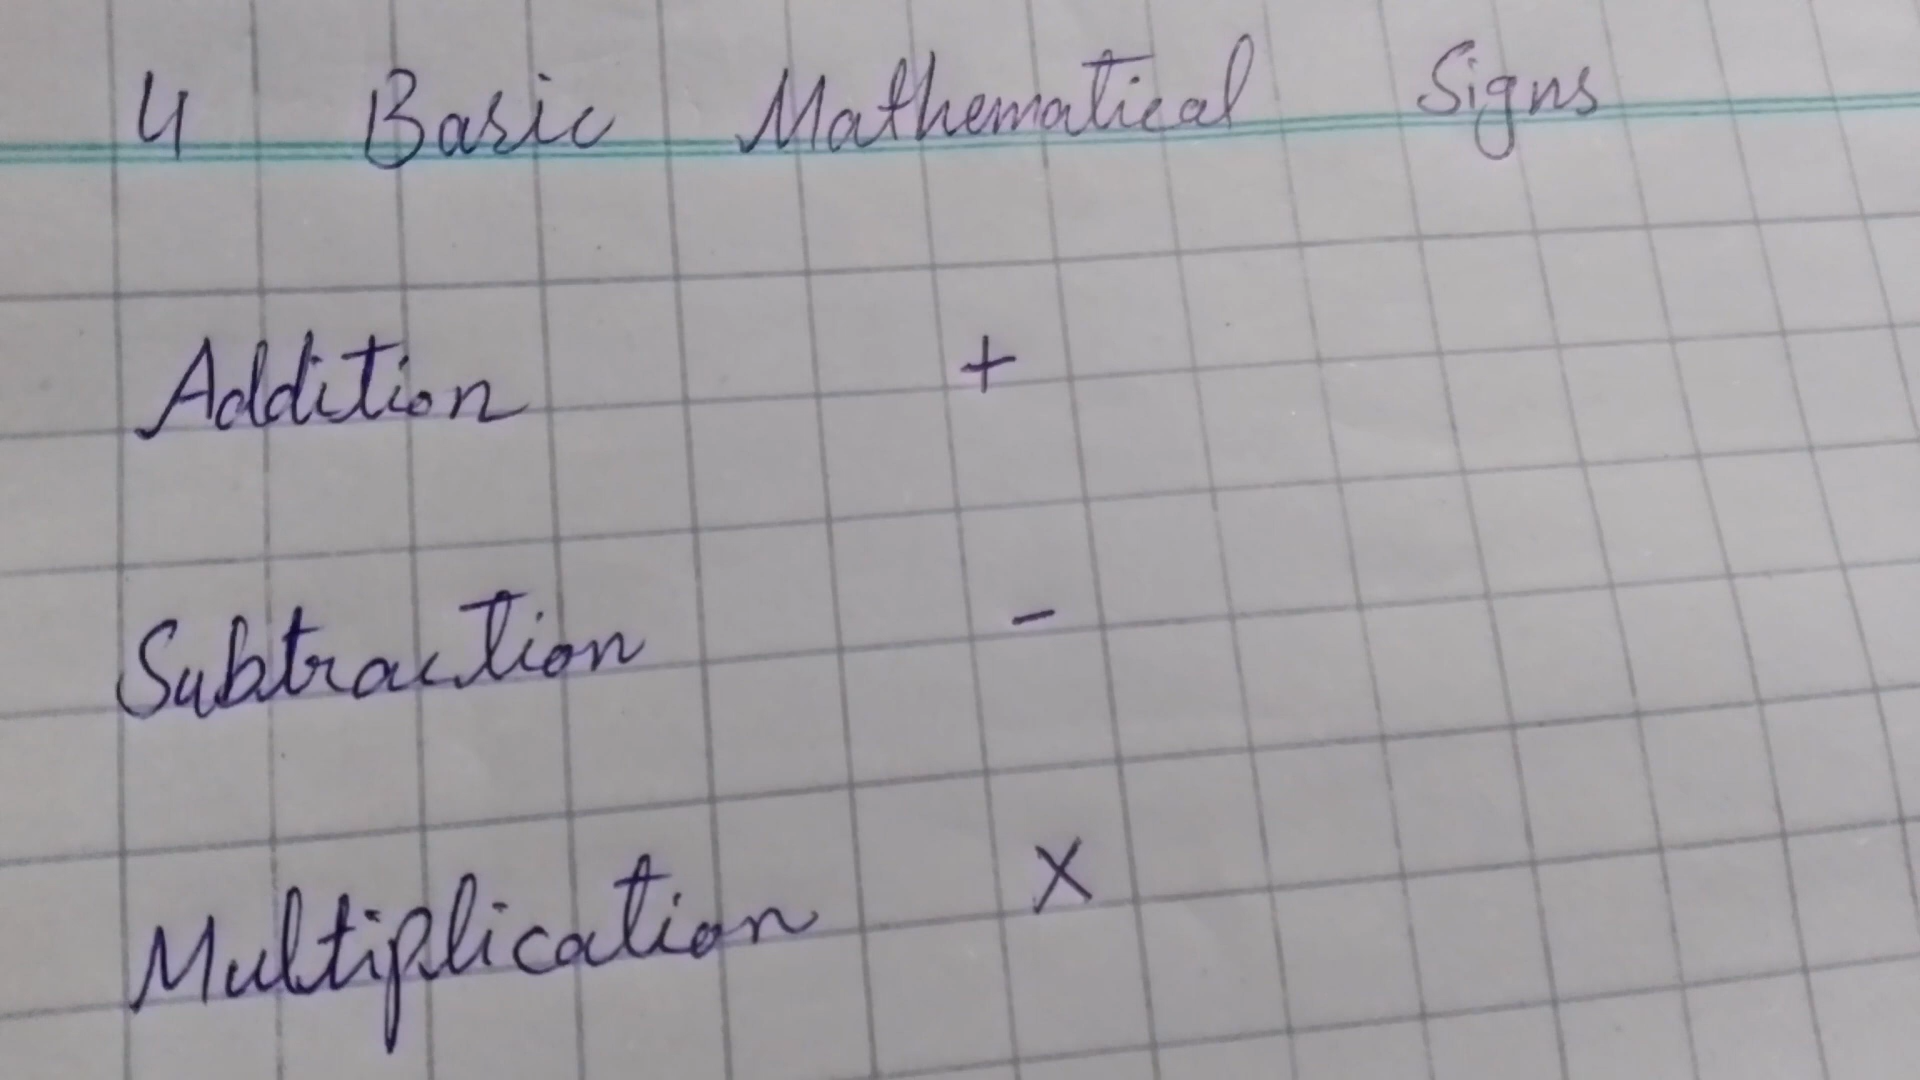 4 Basic Mathematical Signs
Addition +
Subtraction -
Multiplication X